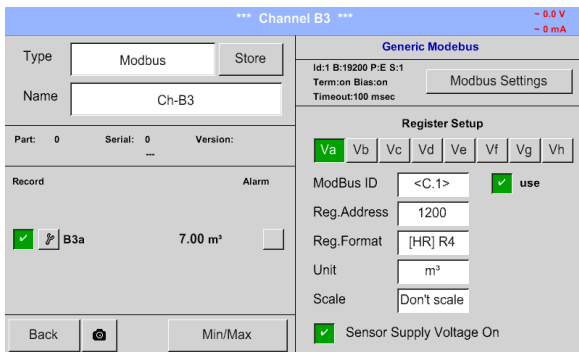 *** Channel B3 ***
~ 0.0 V
~ 0 mA
Type
Modbus
Store
Name
Ch-B3
Part: 0 Serial: 0 Version:
---
Record Alarm
B3a 7.00 m³
Back
Min/Max
Generic Modebus
Id:1 B:19200 P:E S:1
Term:on Bias:on
Timeout:100 msec
Modbus Settings
Register Setup
Va Vb Vc Vd Ve Vf Vg Vh
ModBus ID <C.1> use
Reg.Address 1200
Reg.Format [HR] R4
Unit m³
Scale Don't scale
Sensor Supply Voltage On